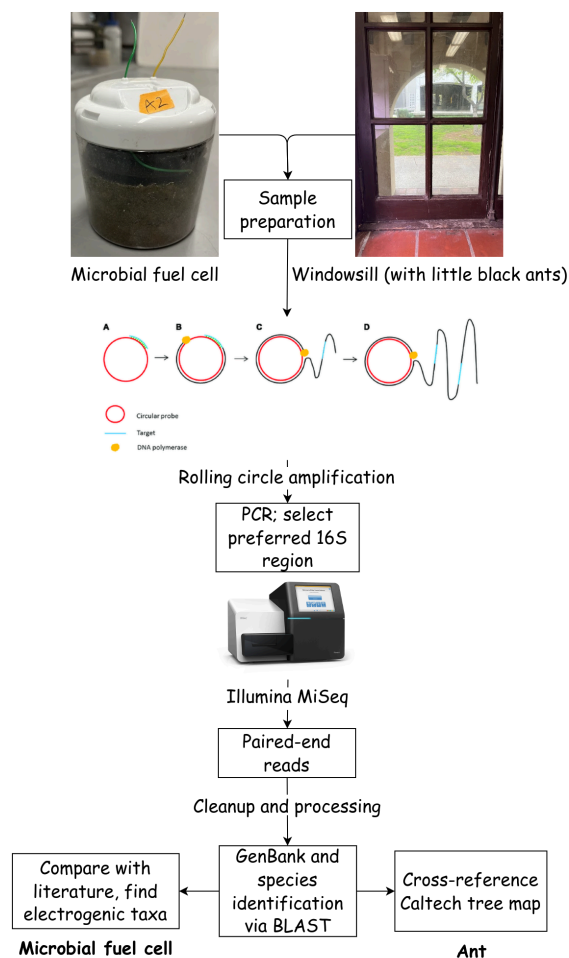 A2
Sample
preparation
Microbial fuel cell
Windowsill (with little black ants)
A
B
C
D
Circular probe
Target
DNA polymerase
Rolling circle amplification
PCR; select
preferred 16S
region
Illumina MiSeq
Paired-end
reads
Cleanup and processing
Compare with
literature, find
electrogenic taxa
GenBank and
species
identification
via BLAST
Cross-reference
Caltech tree map
Microbial fuel cell
Ant